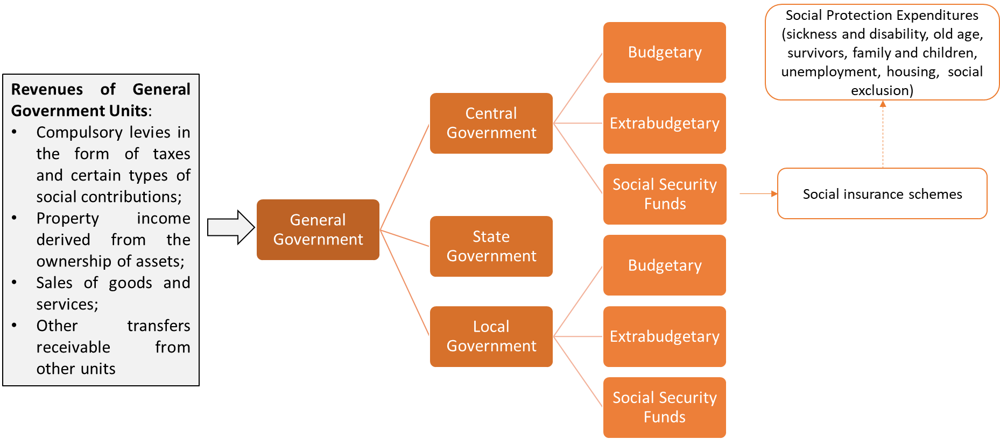 Revenues of General
Government Units:
• Compulsory levies in
the form of taxes
and certain types of
social contributions;
• Property income
derived from the
ownership of assets;
• Sales of goods and
services;
• Other transfers
receivable from
other units
General
Government
Central
Government
State
Government
Local
Government
Budgetary
Extrabudgetary
Social Security
Funds
Budgetary
Extrabudgetary
Social Security
Funds
Social Protection Expenditures
(sickness and disability, old age,
survivors, family and children,
unemployment, housing, social
exclusion)
Social insurance schemes